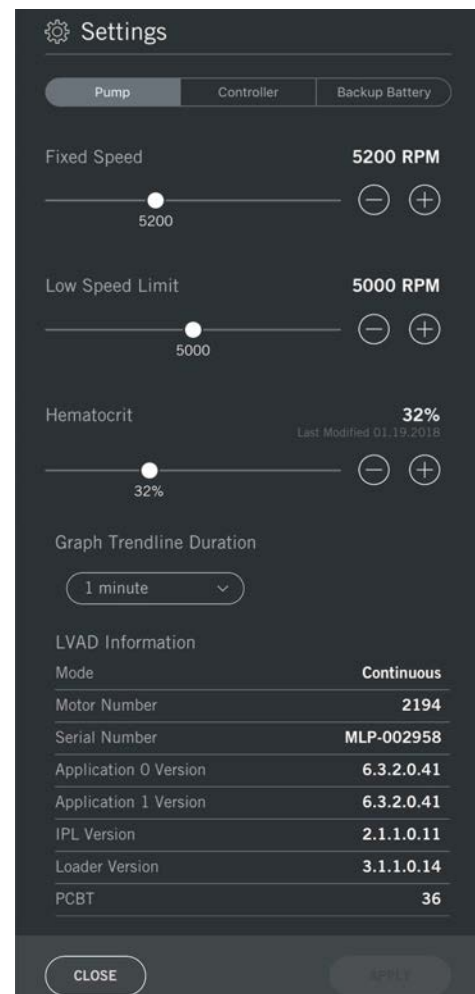 Settings
Pump Controller Backup Battery
Fixed Speed 5200 RPM
5200
Low Speed Limit 5000 RPM
5000
Hematocrit 32%
Last Modified 01.19.2018
32%
Graph Trendline Duration
1 minute
LVAD Information
Mode Continuous
Motor Number 2194
Serial Number MLP-002958
Application 0 Version 6.3.2.0.41
Application 1 Version 6.3.2.0.41
IPL Version 2.1.1.0.11
Loader Version 3.1.1.0.14
PCBT 36
CLOSE APPLY